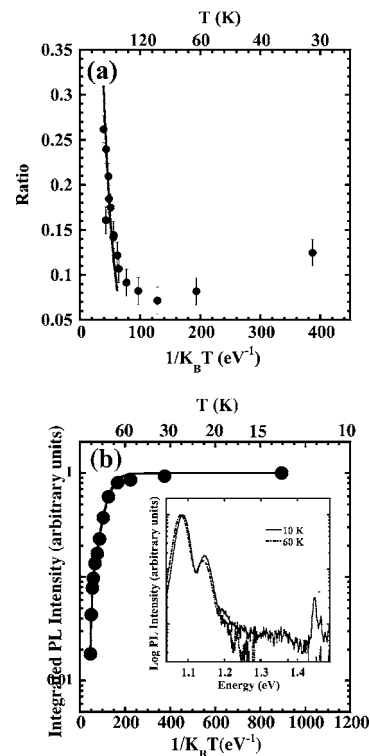 T (K)
120 60 40 30
(a)
0.35
0.3
0.25
0.2
0.15
0.1
0.05
Ratio
0 100 200 300 400
1/K_BT (eV⁻¹)
T (K)
60 30 20 15 10
(b)
1
.01
Integrated PL Intensity (arbitrary units)
Log PL Intensity (arbitrary units)
10 K
60 K
1.1 1.2 1.3 1.4
Energy (eV)
0 200 400 600 800 1000 1200
1/K_BT(eV⁻¹)